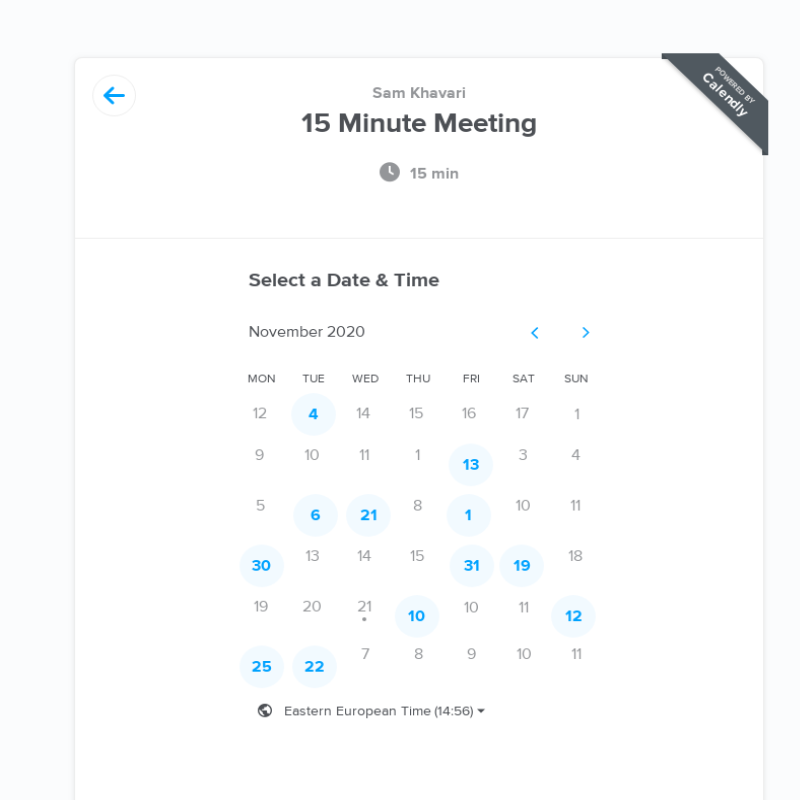 POWERED BY
Calendly
Sam Khavari
15 Minute Meeting
15 min
Select a Date & Time
November 2020
MON TUE WED THU FRI SAT SUN
12 4 14 15 16 17 1
9 10 11 1 13 3 4
5 6 21 8 1 10 11
30 13 14 15 31 19 18
19 20 21 10 10 11 12
25 22 7 8 9 10 11
Eastern European Time (14:56)